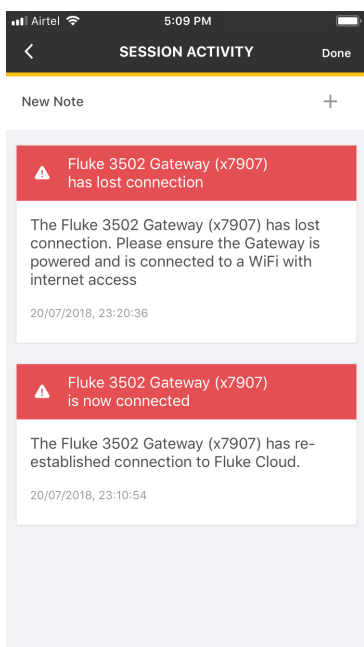 Airtel 5:09 PM
SESSION ACTIVITY Done
New Note +
Fluke 3502 Gateway (x7907)
has lost connection
The Fluke 3502 Gateway (x7907) has lost
connection. Please ensure the Gateway is
powered and is connected to a WiFi with
internet access
20/07/2018, 23:20:36
Fluke 3502 Gateway (x7907)
is now connected
The Fluke 3502 Gateway (x7907) has re-
established connection to Fluke Cloud.
20/07/2018, 23:10:54